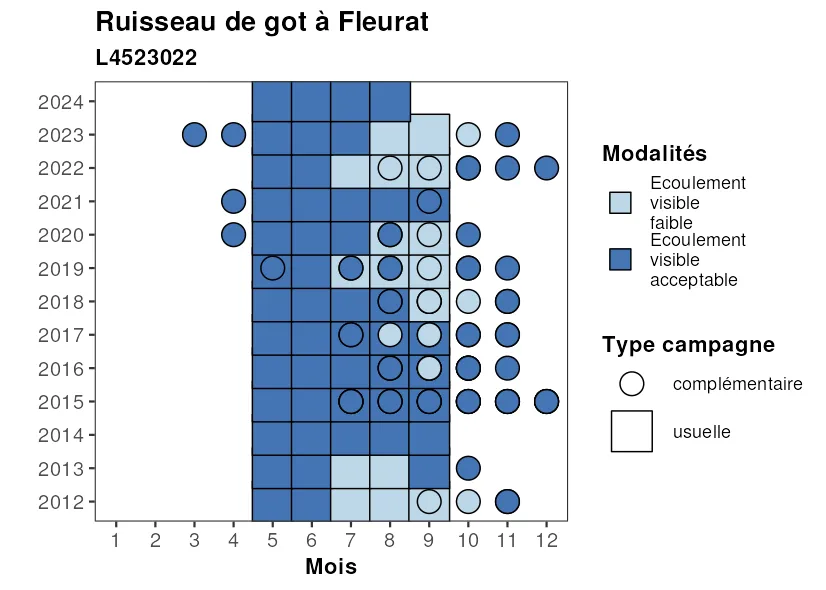 Ruisseau de got à Fleurat
L4523022
2024
2023
2022
2021
2020
2019
2018
2017
2016
2015
2014
2013
2012
1 2 3 4 5 6 7 8 9 10 11 12
Mois
Modalités
Ecoulement
visible
faible
Ecoulement
visible
acceptable
Type campagne
complémentaire
usuelle